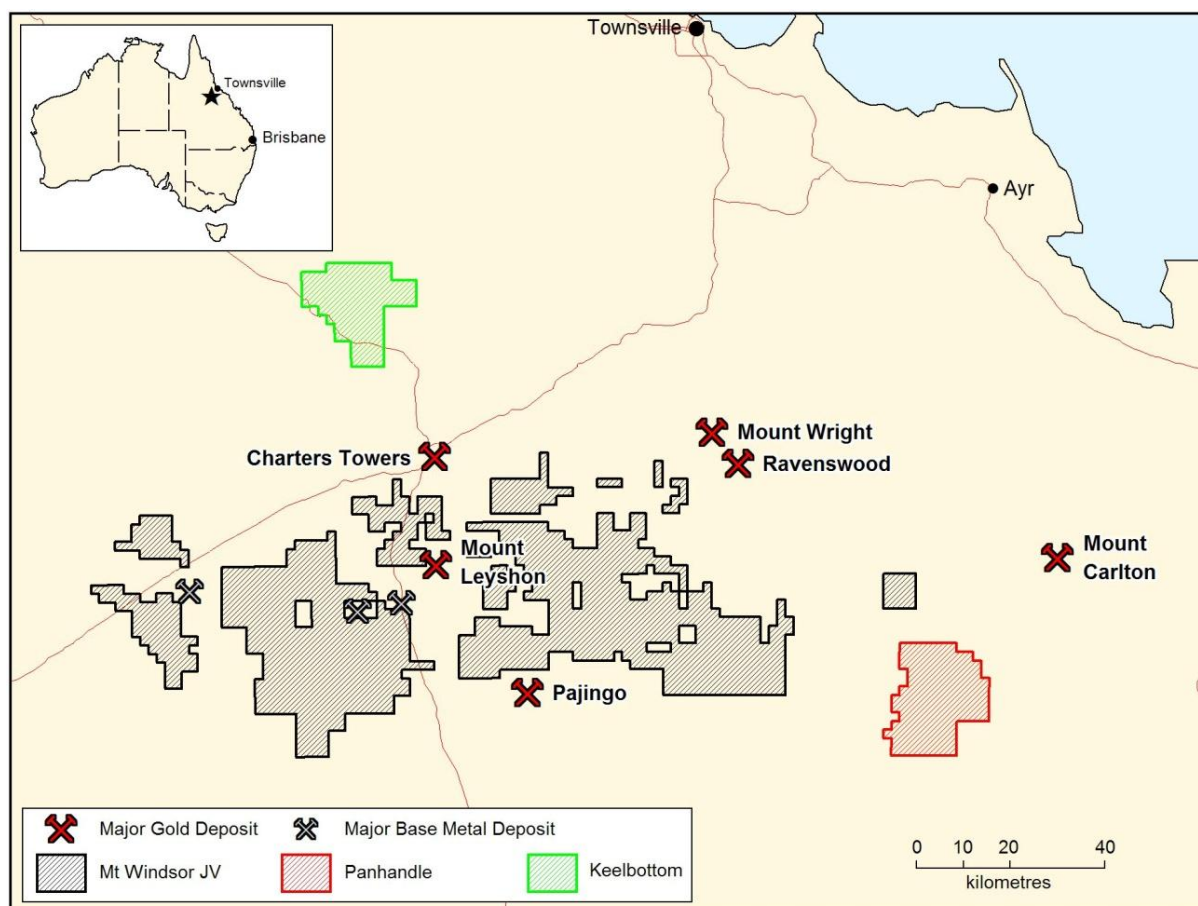 Townsville
Townsville
Brisbane
Ayr
Mount Wright
Charters Towers
Ravenswood
Mount
Leyshon
Mount
Carlton
Pajingo
Major Gold Deposit
Major Base Metal Deposit
Mt Windsor JV
Panhandle
Keelbottom
0 10 20 40
kilometres